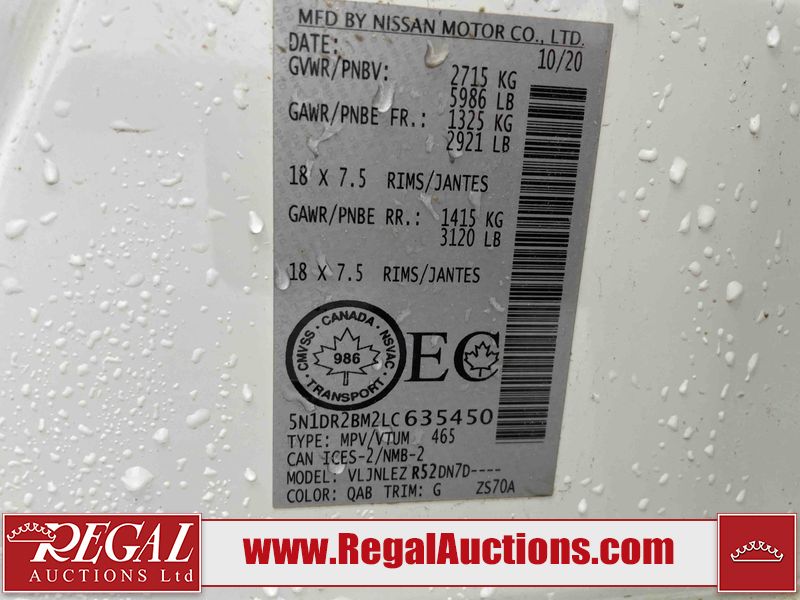 MFD BY NISSAN MOTOR CO., LTD.
DATE: 10/20
GVWR/PNBV: 2715 KG
5986 LB
GAWR/PNBE FR.: 1325 KG
2921 LB
18 X 7.5 RIMS/JANTES
GAWR/PNBE RR.: 1415 KG
3120 LB
18 X 7.5 RIMS/JANTES
CMVSS · CANADA · NSVAC · TRANSPORT ·
986
EC
5N1DR2BM2LC635450
TYPE: MPV/VTUM 465
CAN ICES-2/NMB-2
MODEL: VLJNLEZ R52DN7D----
COLOR: QAB TRIM: G ZS70A
REGAL
AUCTIONS Ltd
www.RegalAuctions.com